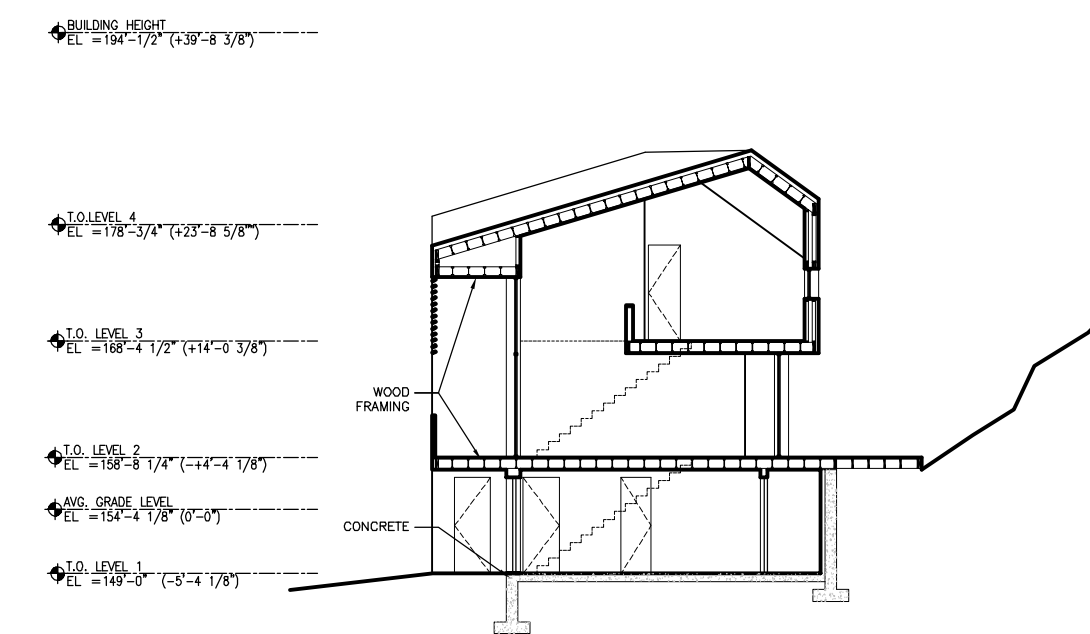 BUILDING HEIGHT
EL =194'-1/2" (+39'-8 3/8")
T.O.LEVEL 4
EL =178'-3/4" (+23'-8 5/8"")
T.O. LEVEL 3
EL =168'-4 1/2" (+14'-0 3/8")
WOOD
FRAMING
T.O. LEVEL 2
EL =158'-8 1/4" (-+4'-4 1/8")
AVG. GRADE LEVEL
EL =154'-4 1/8" (0'-0")
CONCRETE
T.O. LEVEL 1
EL =149'-0" (-5'-4 1/8")